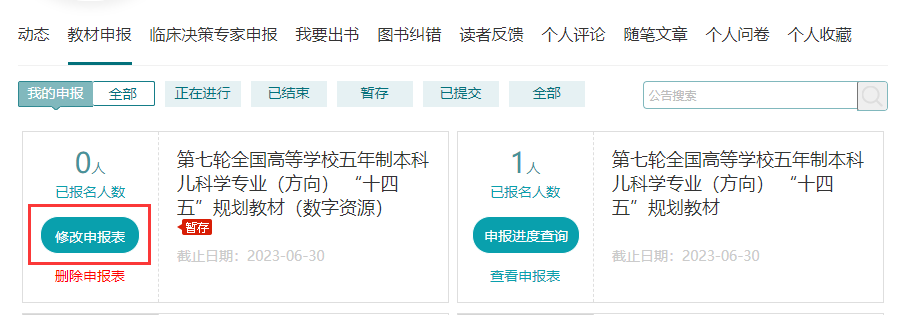 动态 教材申报 临床决策专家申报 我要出书 图书纠错 读者反馈 个人评论 随笔文章 个人问卷 个人收藏
我的申报 全部 正在进行 已结束 暂存 已提交 全部 公告搜索
0人
已报名人数
修改申报表
删除申报表
第七轮全国高等学校五年制本科
儿科学专业（方向） “十四
五”规划教材（数字资源）
暂存
截止日期：2023-06-30
1人
已报名人数
申报进度查询
查看申报表
第七轮全国高等学校五年制本科
儿科学专业（方向） “十四
五”规划教材
截止日期：2023-06-30